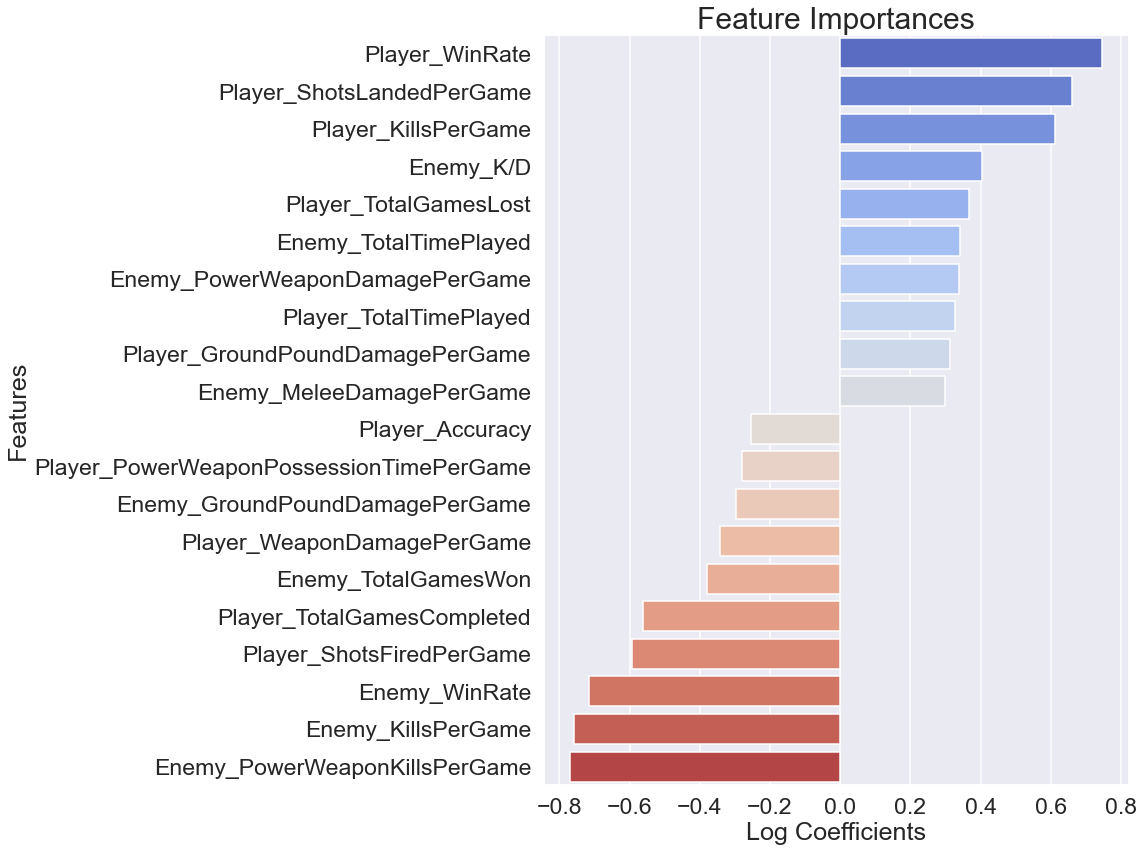 Feature Importances
Features
Player_WinRate
Player_ShotsLandedPerGame
Player_KillsPerGame
Enemy_K/D
Player_TotalGamesLost
Enemy_TotalTimePlayed
Enemy_PowerWeaponDamagePerGame
Player_TotalTimePlayed
Player_GroundPoundDamagePerGame
Enemy_MeleeDamagePerGame
Player_Accuracy
Player_PowerWeaponPossessionTimePerGame
Enemy_GroundPoundDamagePerGame
Player_WeaponDamagePerGame
Enemy_TotalGamesWon
Player_TotalGamesCompleted
Player_ShotsFiredPerGame
Enemy_WinRate
Enemy_KillsPerGame
Enemy_PowerWeaponKillsPerGame
−0.8 −0.6 −0.4 −0.2 0.0 0.2 0.4 0.6 0.8
Log Coefficients